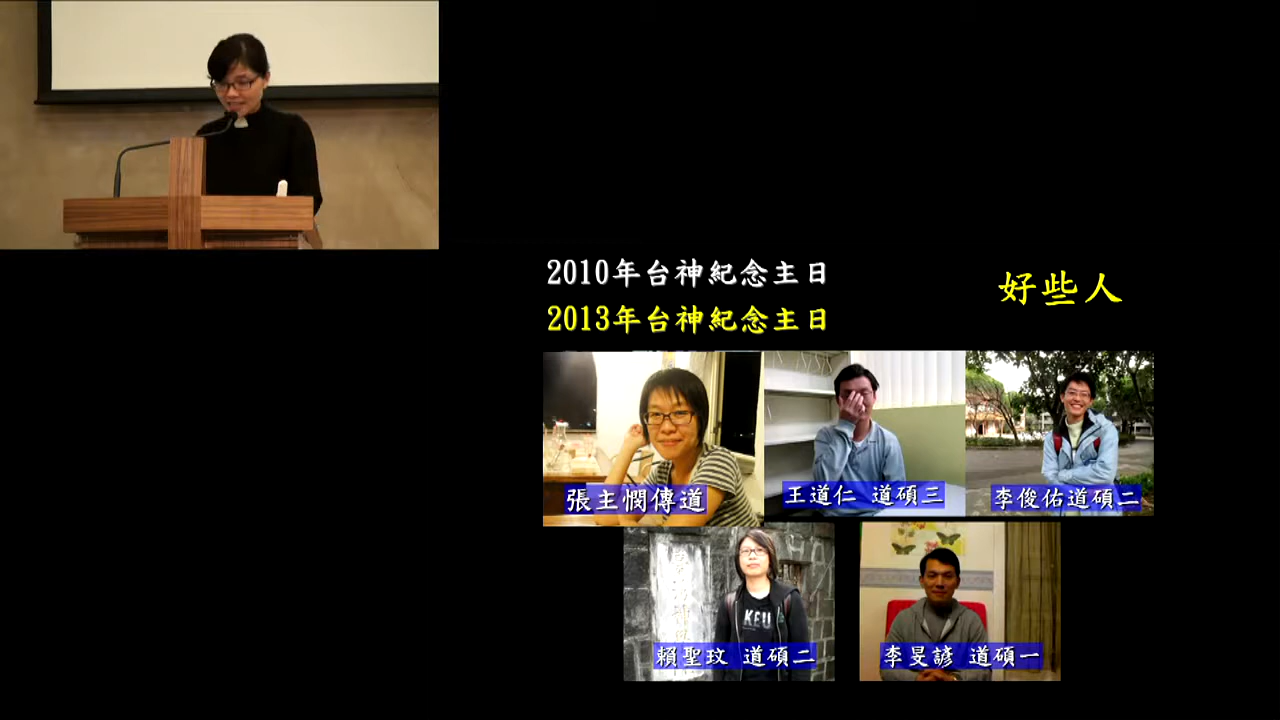 2010年台神紀念主日
好些人
2013年台神紀念主日
張主憫傳道
王道仁 道碩三
李俊佑道碩二
KFU
賴聖玟 道碩二
李旻諺 道碩一